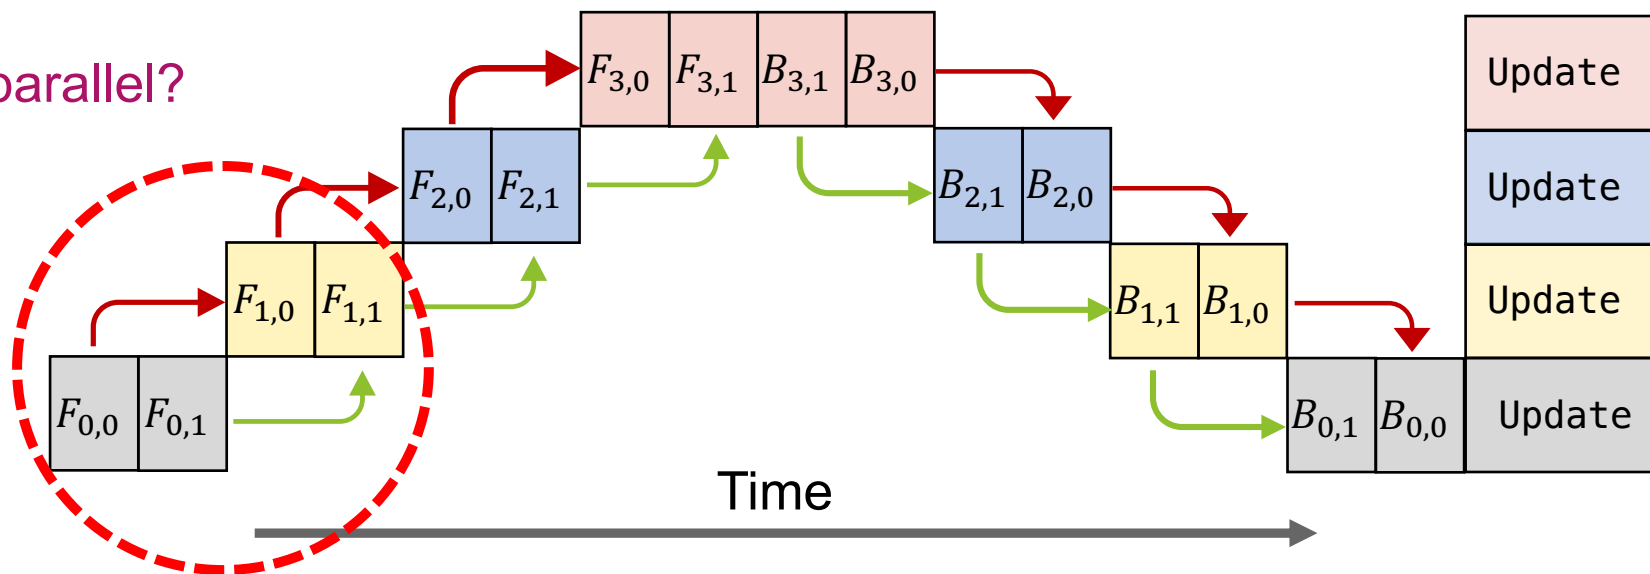 parallel?
F3,0 F3,1 B3,1 B3,0 Update
F2,0 F2,1 B2,1 B2,0 Update
F1,0 F1,1 B1,1 B1,0 Update
F0,0 F0,1 B0,1 B0,0 Update
Time